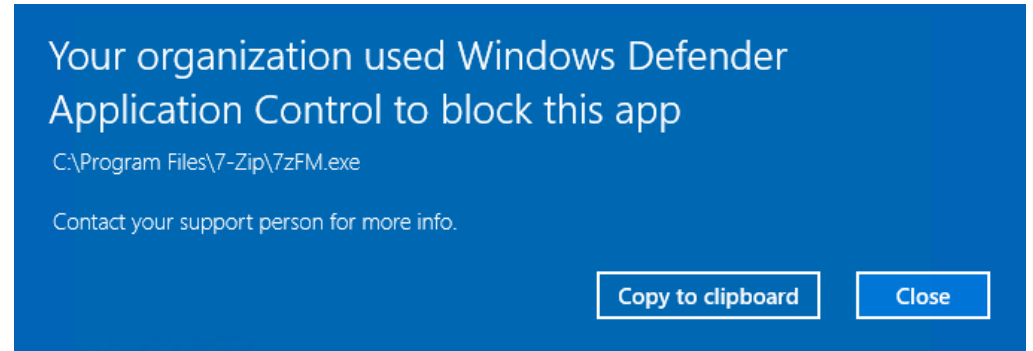 Your organization used Windows Defender
Application Control to block this app
C:\Program Files\7-Zip\7zFM.exe
Contact your support person for more info.
Copy to clipboard
Close